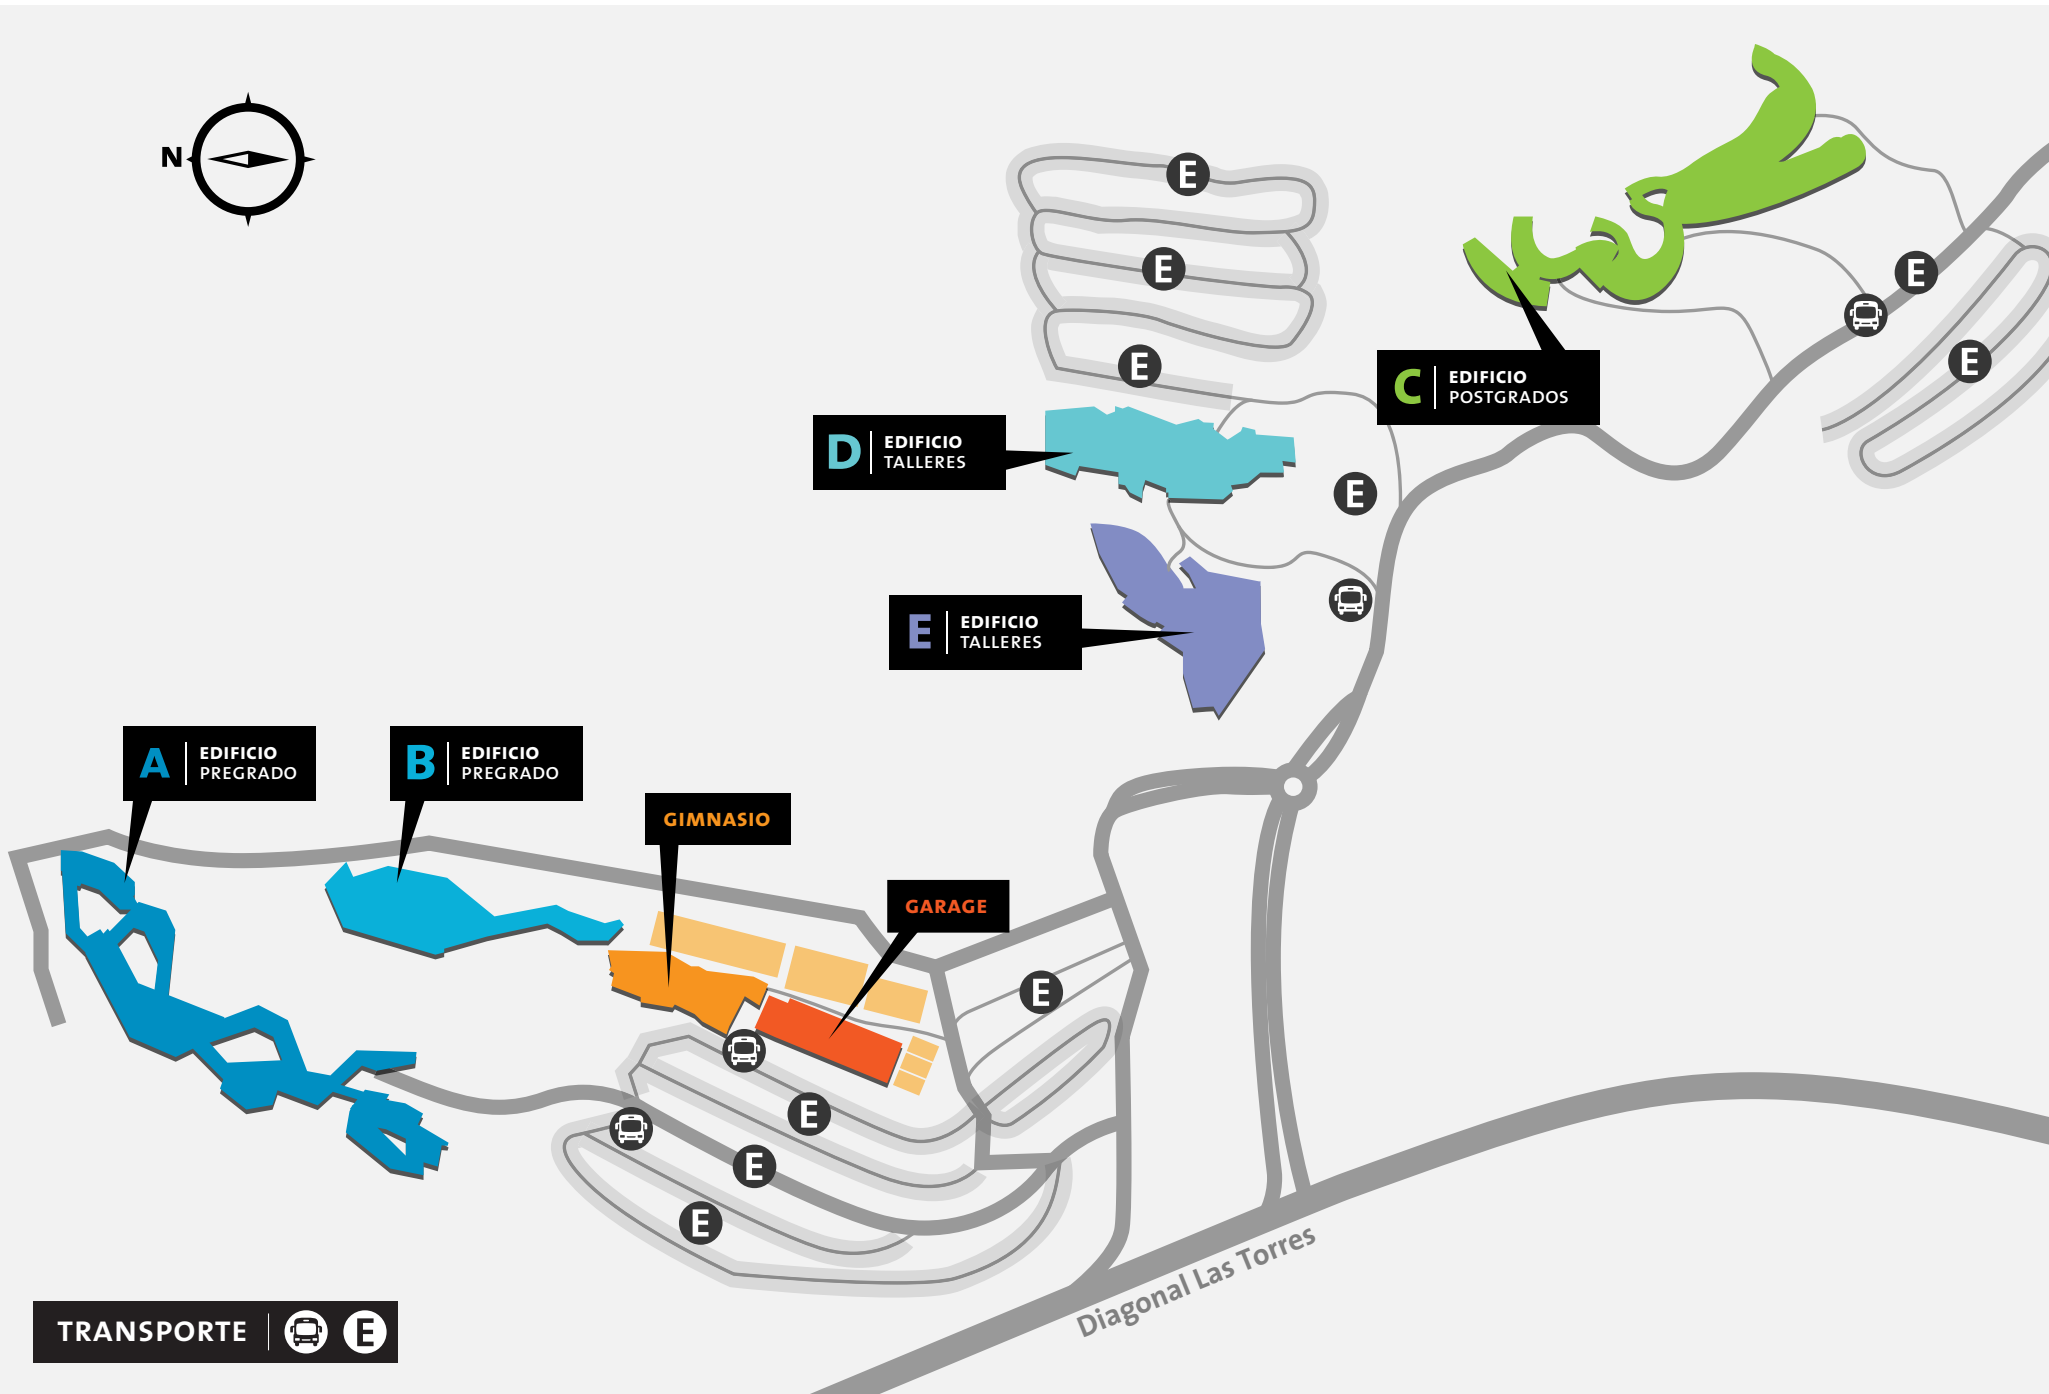 N
E
E
E
E
E
C
EDIFICIO
POSTGRADOS
D
EDIFICIO
TALLERES
E
E
EDIFICIO
TALLERES
A
EDIFICIO
PREGRADO
B
EDIFICIO
PREGRADO
GIMNASIO
GARAGE
E
E
E
E
Diagonal Las Torres
TRANSPORTE
E